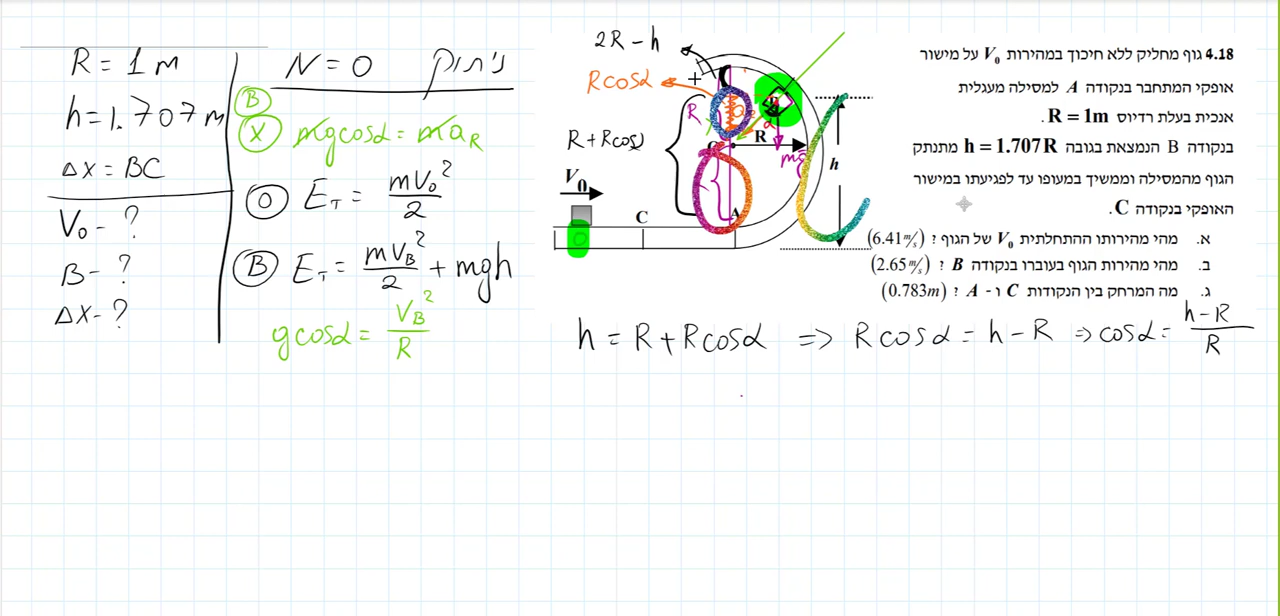 R = 1m
h = 1.707 m
Δx = BC
V₀ - ?
B - ?
Δx - ?
N = 0 ניתוק
B
X mgcosα = maR
O ET = mV₀²/2
B ET = mVB²/2 + mgh
gcosα = VB²/R
2R - h
Rcosα
R + Rcosα
R
R
mg
h
V₀
C
A
O
4.18 גוף מחליק ללא חיכוך במהירות V₀ על מישור
אופקי המתחבר בנקודה A למסילה מעגלית
אנכית בעלת רדיוס R = 1m.
בנקודה B הנמצאת בגובה h = 1.707R מתנתק
הגוף מהמסילה וממשיך במעופו עד לפגיעתו במישור
האופקי בנקודה C.
א. מהי מהירותו ההתחלתית V₀ של הגוף ? (6.41 m/s)
ב. מהי מהירות הגוף בעוברו בנקודה B ? (2.65 m/s)
ג. מה המרחק בין הנקודות C ו - A ? (0.783m)
h = R + Rcosα => Rcosα = h - R => cosα = (h-R)/R